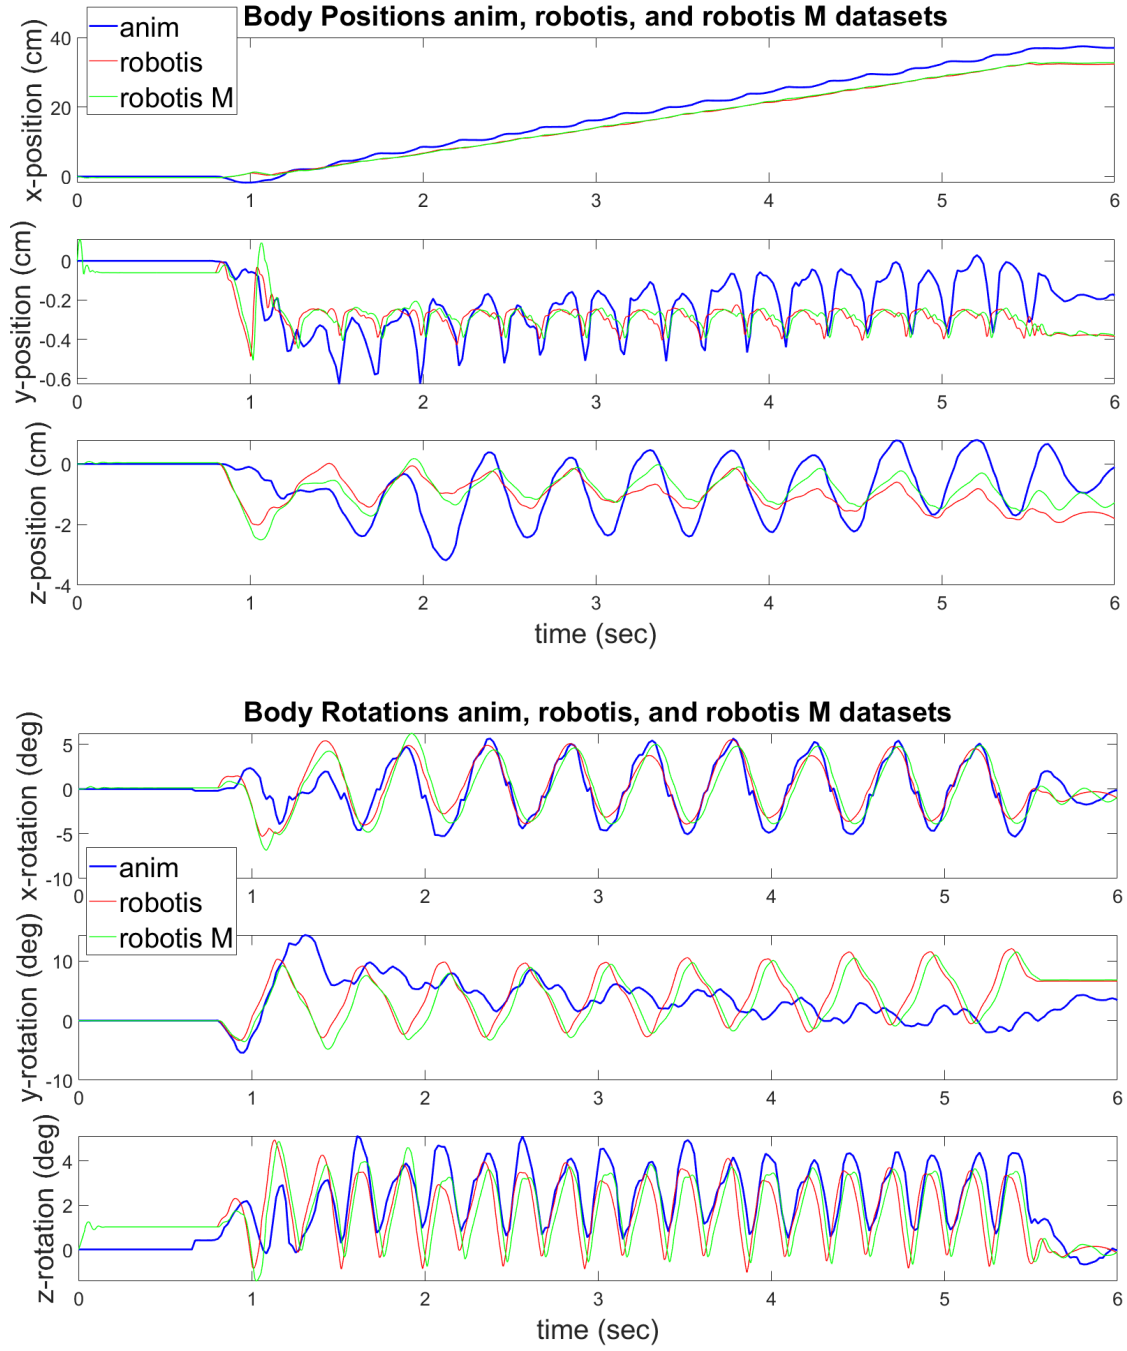 Body Positions anim, robotis, and robotis M datasets
anim
robotis
robotis M
x-position (cm)
40
20
0
0 1 2 3 4 5 6
y-position (cm)
0
-0.2
-0.4
-0.6
0 1 2 3 4 5 6
z-position (cm)
0
-2
-4
0 1 2 3 4 5 6
time (sec)
Body Rotations anim, robotis, and robotis M datasets
x-rotation (deg)
5
0
-5
-10
0 1 2 3 4 5 6
anim
robotis
robotis M
y-rotation (deg)
10
0
-10
0 1 2 3 4 5 6
z-rotation (deg)
4
2
0
0 1 2 3 4 5 6
time (sec)